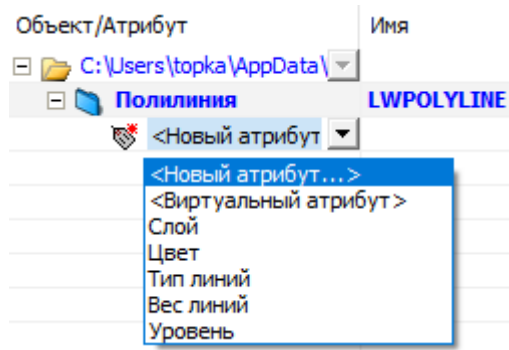 Объект/Атрибут Имя
C:\Users\topka\AppData\
Полилиния LWPOLYLINE
<Новый атрибут
<Новый атрибут...>
<Виртуальный атрибут>
Слой
Цвет
Тип линий
Вес линий
Уровень